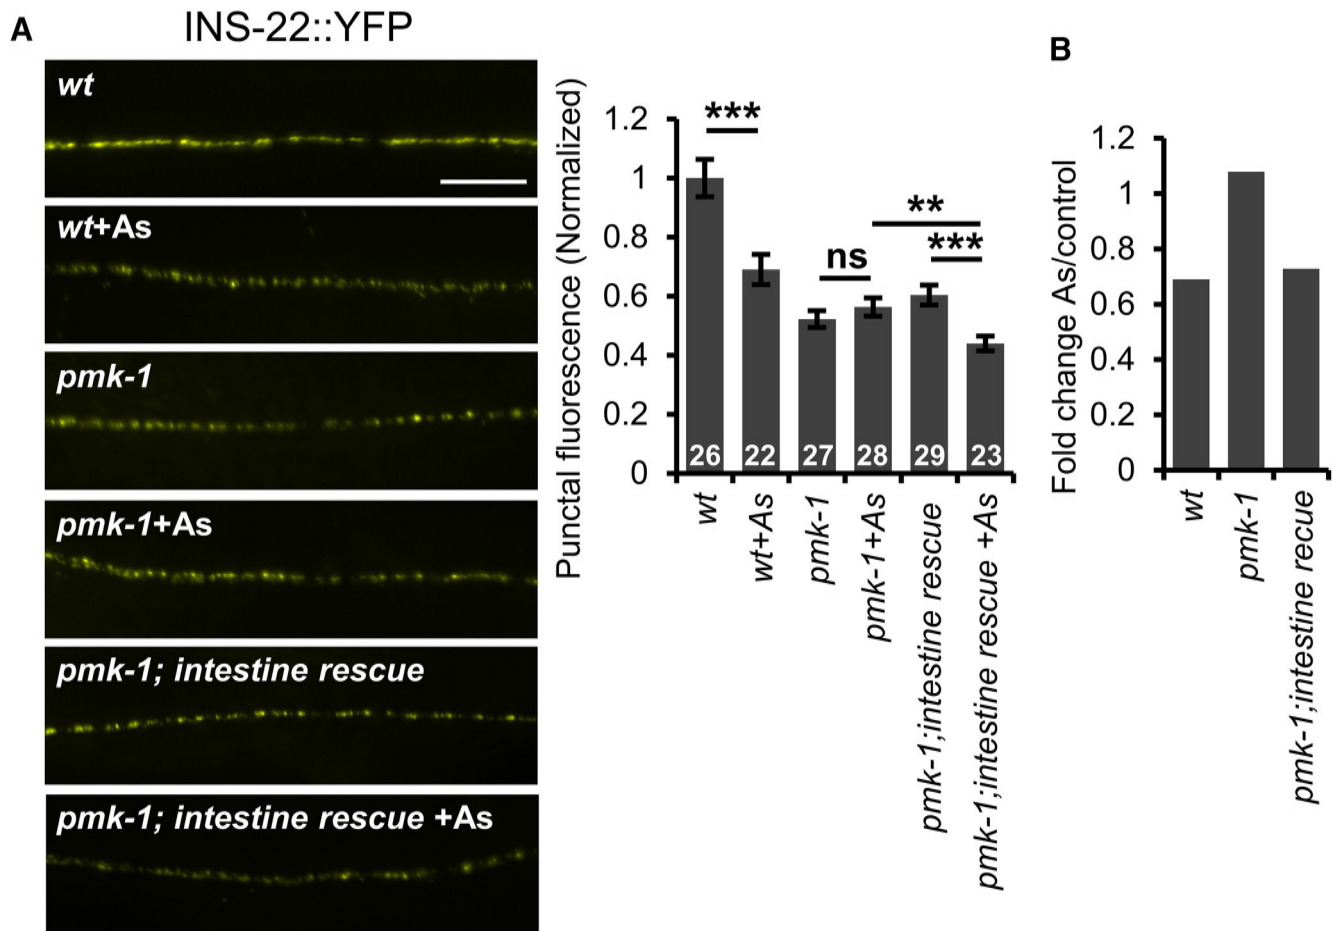 A
INS-22::YFP
wt
wt+As
pmk-1
pmk-1+As
pmk-1; intestine rescue
pmk-1; intestine rescue +As
Punctal fluorescence (Normalized)
1.2
1
0.8
0.6
0.4
0.2
0
***
ns
**
***
26 22 27 28 29 23
wt
wt+As
pmk-1
pmk-1+As
pmk-1;intestine rescue
pmk-1;intestine rescue +As
B
Fold change As/control
1.2
1
0.8
0.6
0.4
0.2
0
wt
pmk-1
pmk-1;intestine recue